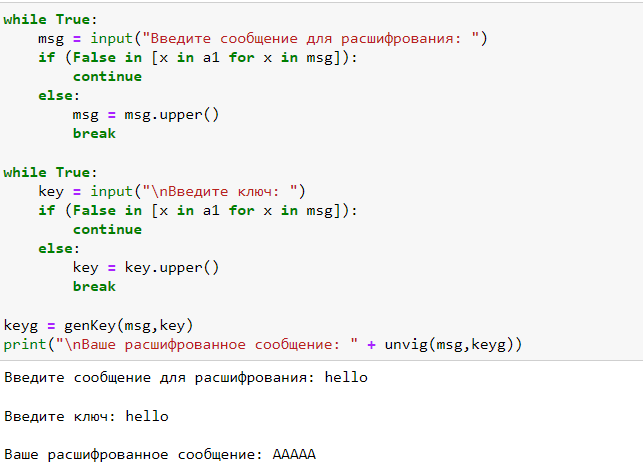 while True:
    msg = input("Введите сообщение для расшифрования: ")
    if (False in [x in a1 for x in msg]):
        continue
    else:
        msg = msg.upper()
        break
while True:
    key = input("\nВведите ключ: ")
    if (False in [x in a1 for x in msg]):
        continue
    else:
        key = key.upper()
        break
keyg = genKey(msg,key)
print("\nВаше расшифрованное сообщение: " + unvig(msg,keyg))
Введите сообщение для расшифрования: hello
Введите ключ: hello
Ваше расшифрованное сообщение: AAAAA